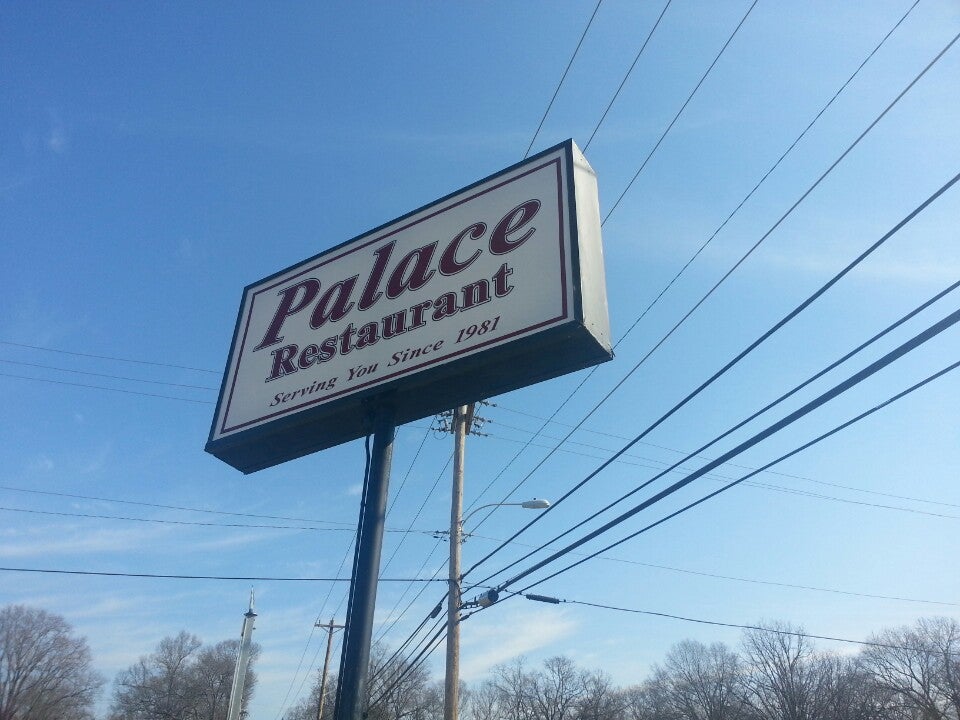 Palace
Restaurant
Serving You Since 1981